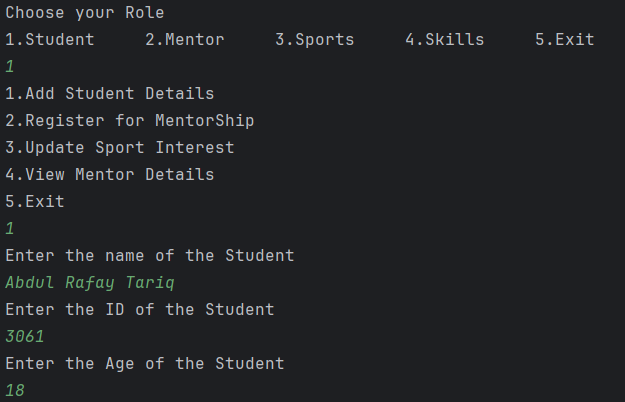 Choose your Role
1.Student     2.Mentor     3.Sports     4.Skills     5.Exit
1
1.Add Student Details
2.Register for MentorShip
3.Update Sport Interest
4.View Mentor Details
5.Exit
1
Enter the name of the Student
Abdul Rafay Tariq
Enter the ID of the Student
3061
Enter the Age of the Student
18